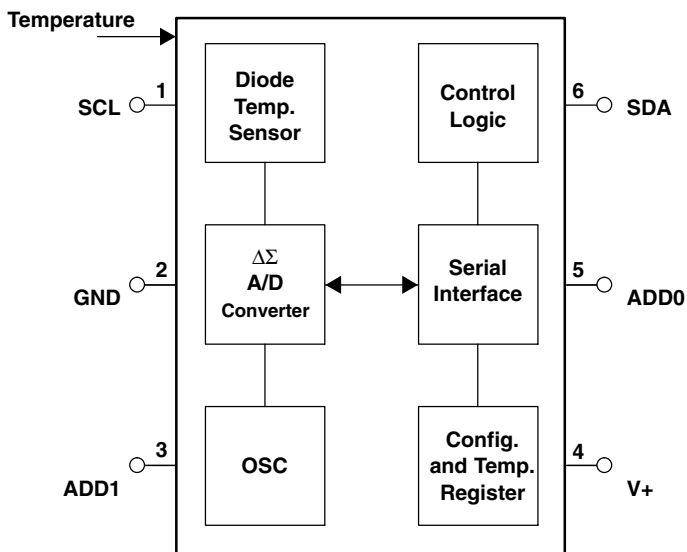 Temperature
1
SCL
Diode
Temp.
Sensor
Control
Logic
6
SDA
2
GND
ΔΣ
A/D
Converter
Serial
Interface
5
ADD0
3
ADD1
OSC
Config.
and Temp.
Register
4
V+